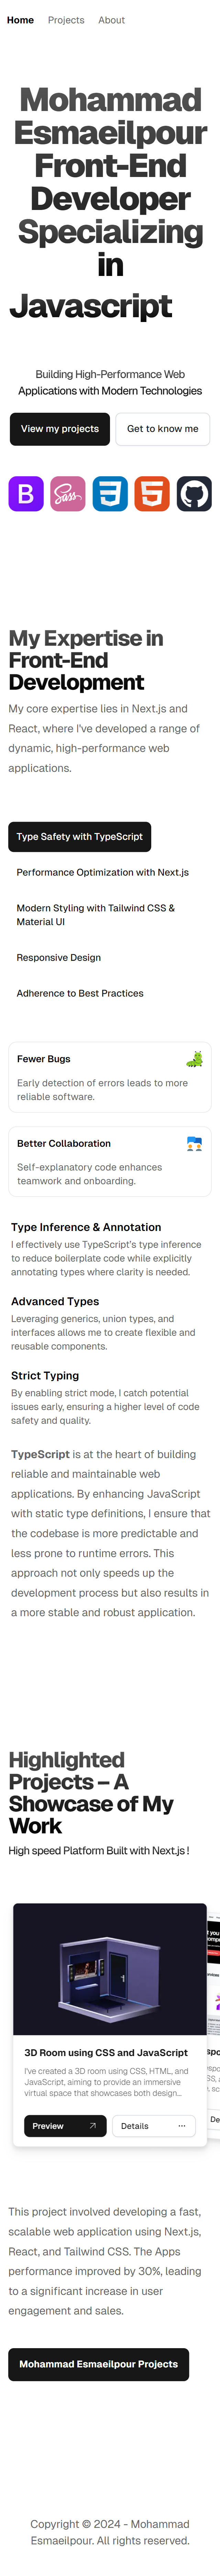 Home Projects About
Mohammad
Esmaeilpour
Front-End
Developer
Specializing
in
Javascript
Building High-Performance Web
Applications with Modern Technologies
View my projects Get to know me
B Sass 3 5
My Expertise in
Front-End
Development
My core expertise lies in Next.js and
React, where I've developed a range of
dynamic, high-performance web
applications.
Type Safety with TypeScript
Performance Optimization with Next.js
Modern Styling with Tailwind CSS &
Material UI
Responsive Design
Adherence to Best Practices
Fewer Bugs
Early detection of errors leads to more
reliable software.
Better Collaboration
Self-explanatory code enhances
teamwork and onboarding.
Type Inference & Annotation
I effectively use TypeScript's type inference
to reduce boilerplate code while explicitly
annotating types where clarity is needed.
Advanced Types
Leveraging generics, union types, and
interfaces allows me to create flexible and
reusable components.
Strict Typing
By enabling strict mode, I catch potential
issues early, ensuring a higher level of code
safety and quality.
TypeScript is at the heart of building
reliable and maintainable web
applications. By enhancing JavaScript
with static type definitions, I ensure that
the codebase is more predictable and
less prone to runtime errors. This
approach not only speeds up the
development process but also results in
a more stable and robust application.
Highlighted
Projects – A
Showcase of My
Work
High speed Platform Built with Next.js !
3D Room using CSS and JavaScript
I've created a 3D room using CSS, HTML, and
JavaScript, aiming to provide an immersive
virtual space that showcases both design...
Preview Details ...
This project involved developing a fast,
scalable web application using Next.js,
React, and Tailwind CSS. The Apps
performance improved by 30%, leading
to a significant increase in user
engagement and sales.
Mohammad Esmaeilpour Projects
Copyright © 2024 - Mohammad
Esmaeilpour. All rights reserved.